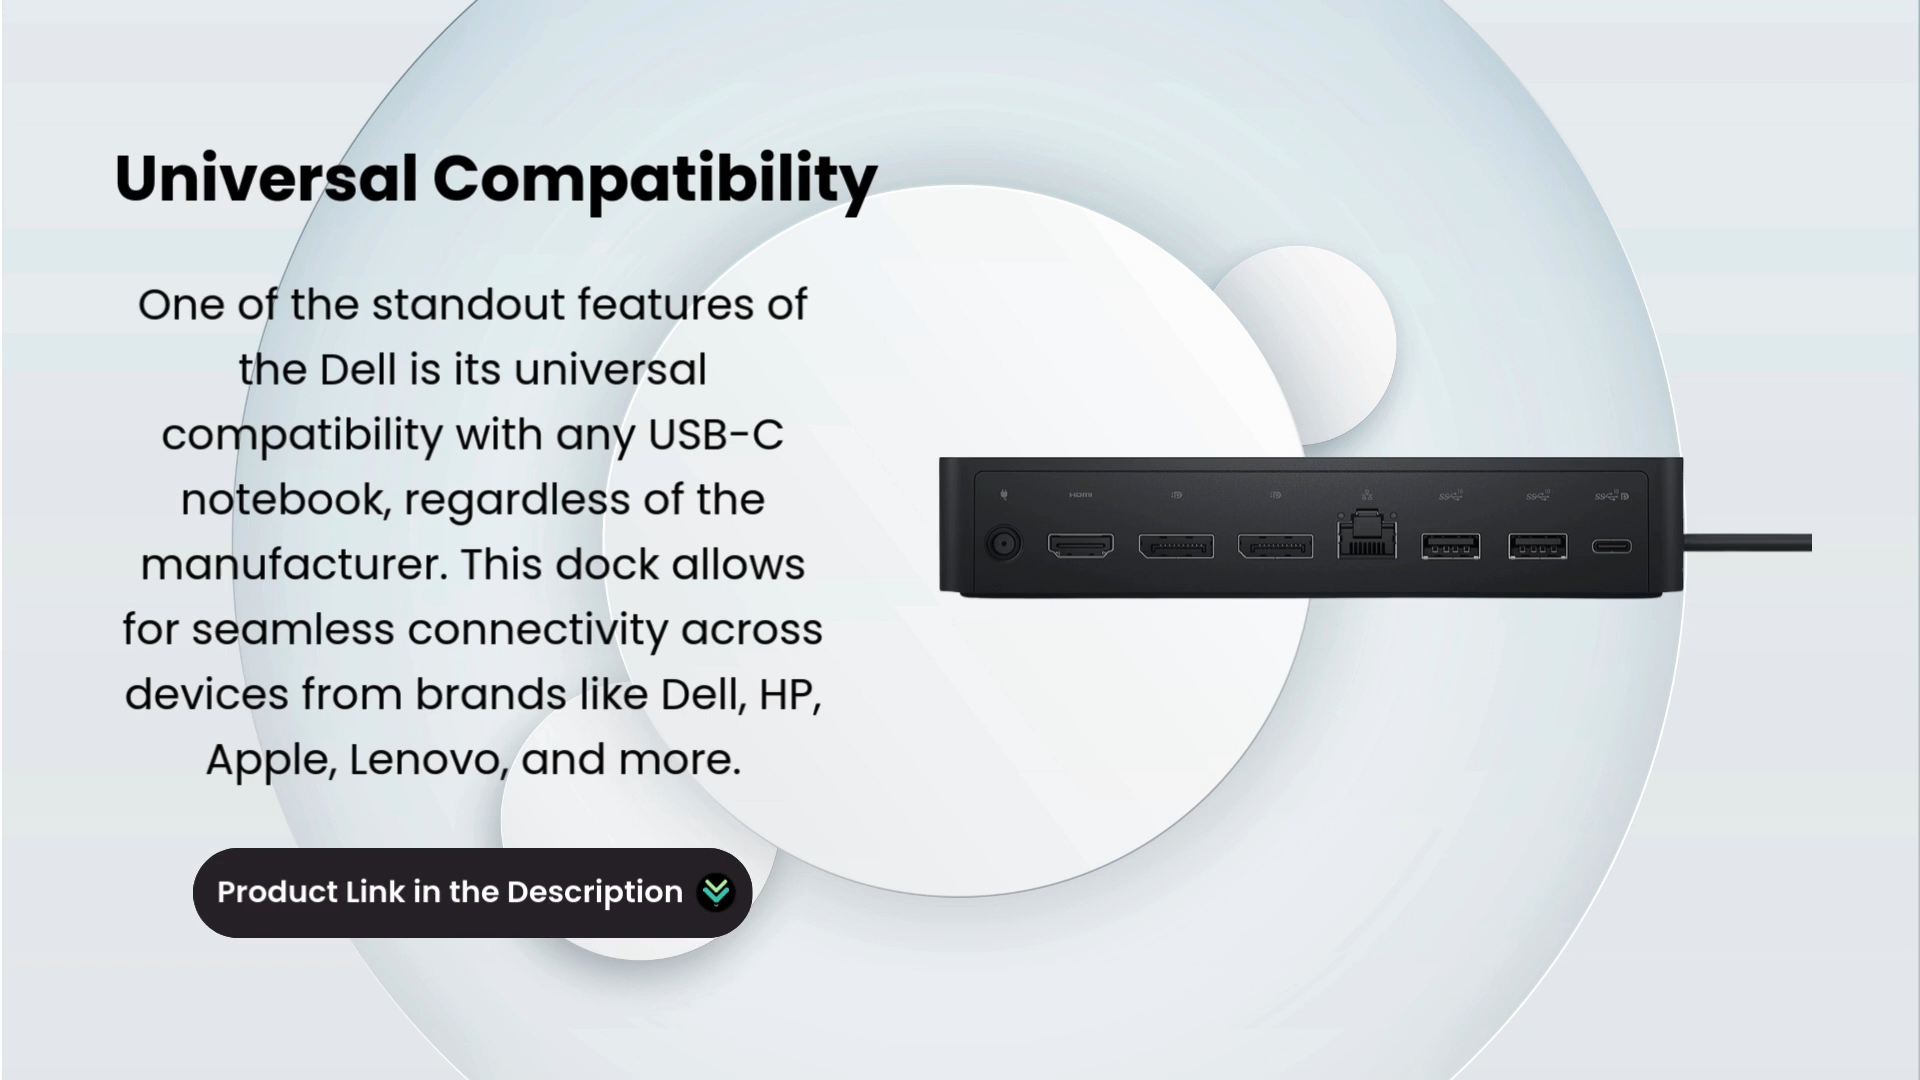 Universal Compatibility
One of the standout features of
the Dell is its universal
compatibility with any USB-C
notebook, regardless of the
manufacturer. This dock allows
for seamless connectivity across
devices from brands like Dell, HP,
Apple, Lenovo, and more.
Product Link in the Description
HDMI